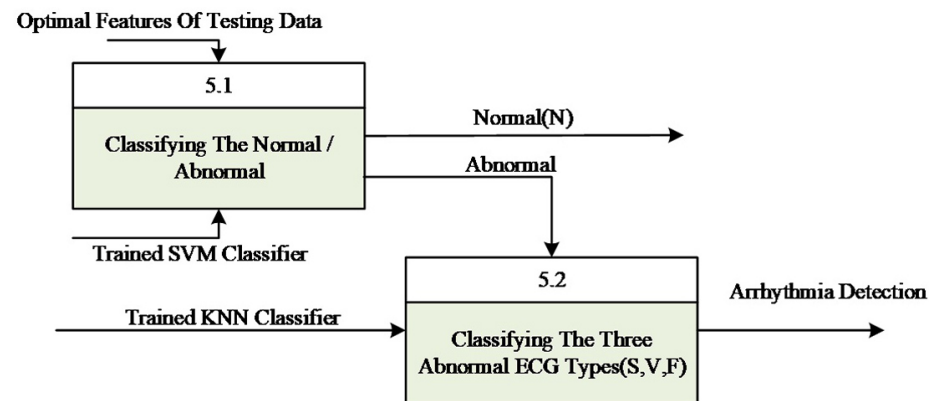 Optimal Features Of Testing Data
5.1
Classifying The Normal /
Abnormal
Normal(N)
Abnormal
Trained SVM Classifier
5.2
Arrhythmia Detection
Trained KNN Classifier
Classifying The Three
Abnormal ECG Types(S,V,F)